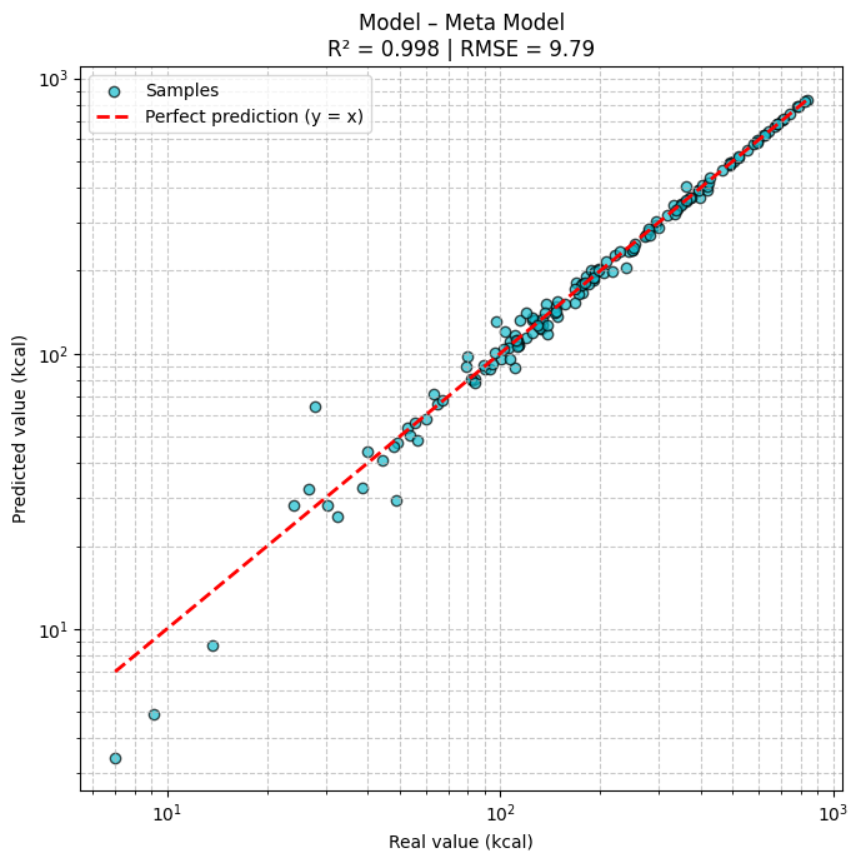 Model – Meta Model
R² = 0.998 | RMSE = 9.79
Samples
Perfect prediction (y = x)
Predicted value (kcal)
10³
10²
10¹
10¹ 10² 10³
Real value (kcal)